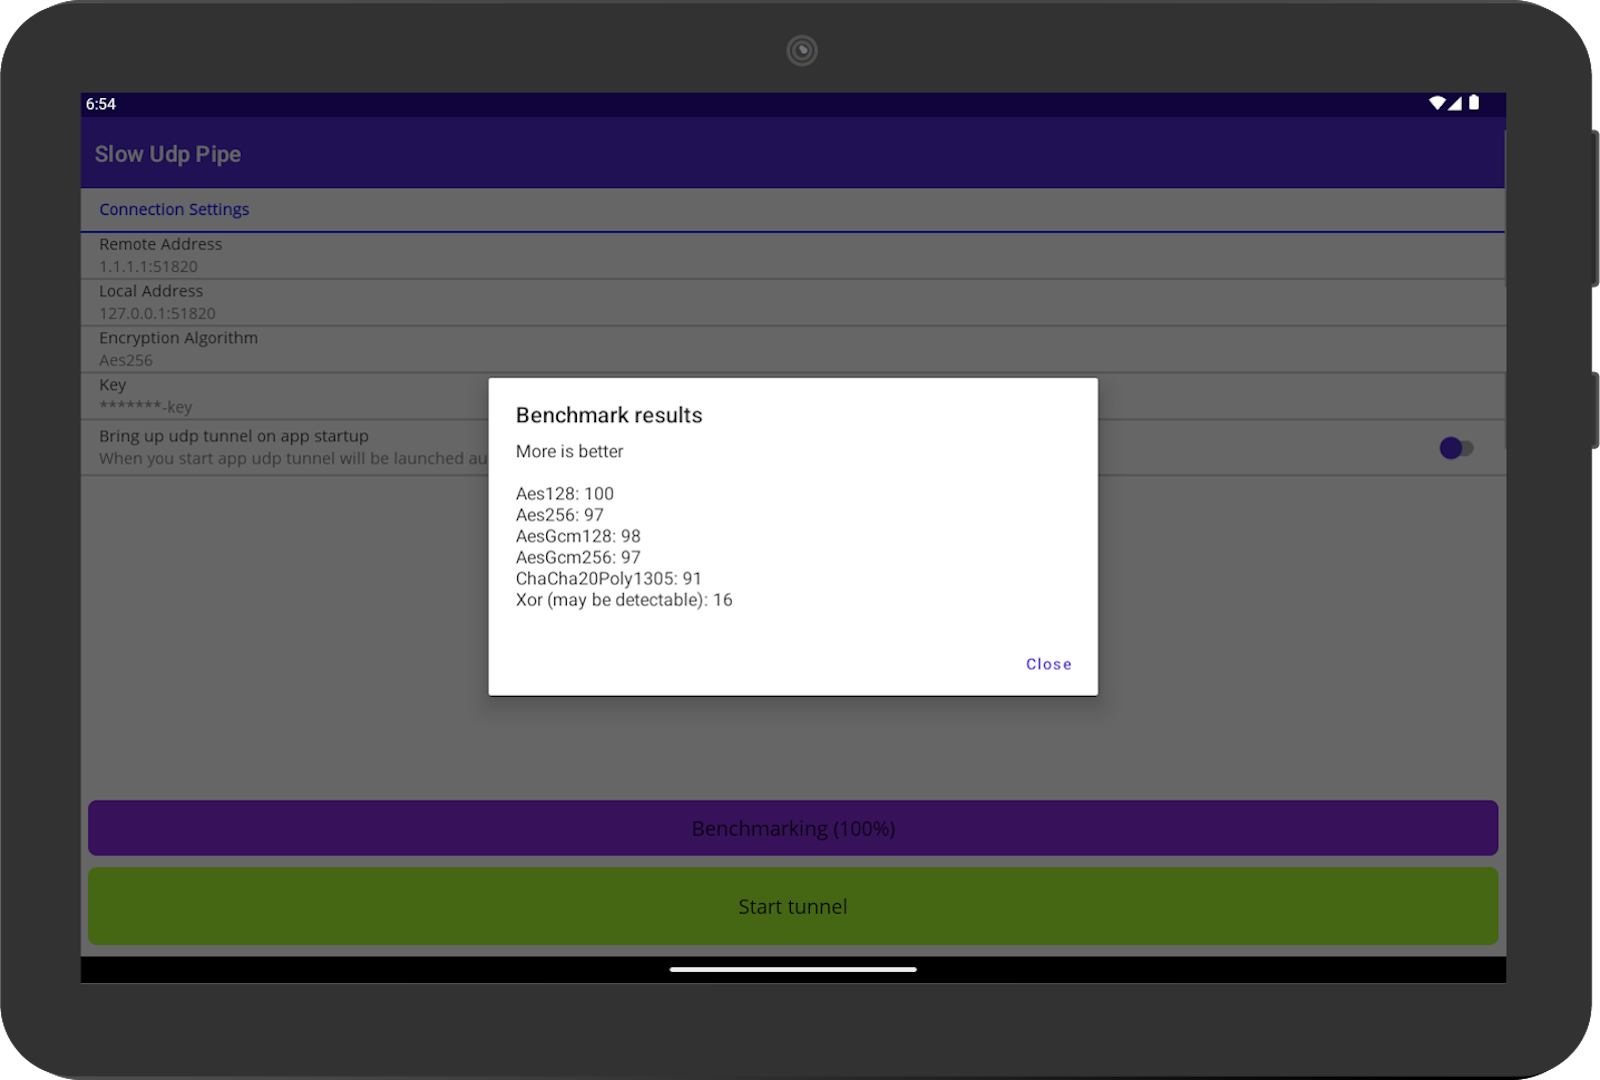 6:54
Slow Udp Pipe
Connection Settings
Remote Address
1.1.1.1:51820
Local Address
127.0.0.1:51820
Encryption Algorithm
Aes256
Key
*******-key
Bring up udp tunnel on app startup
When you start app udp tunnel will be launched au
Benchmark results
More is better
Aes128: 100
Aes256: 97
AesGcm128: 98
AesGcm256: 97
ChaCha20Poly1305: 91
Xor (may be detectable): 16
Close
Benchmarking (100%)
Start tunnel